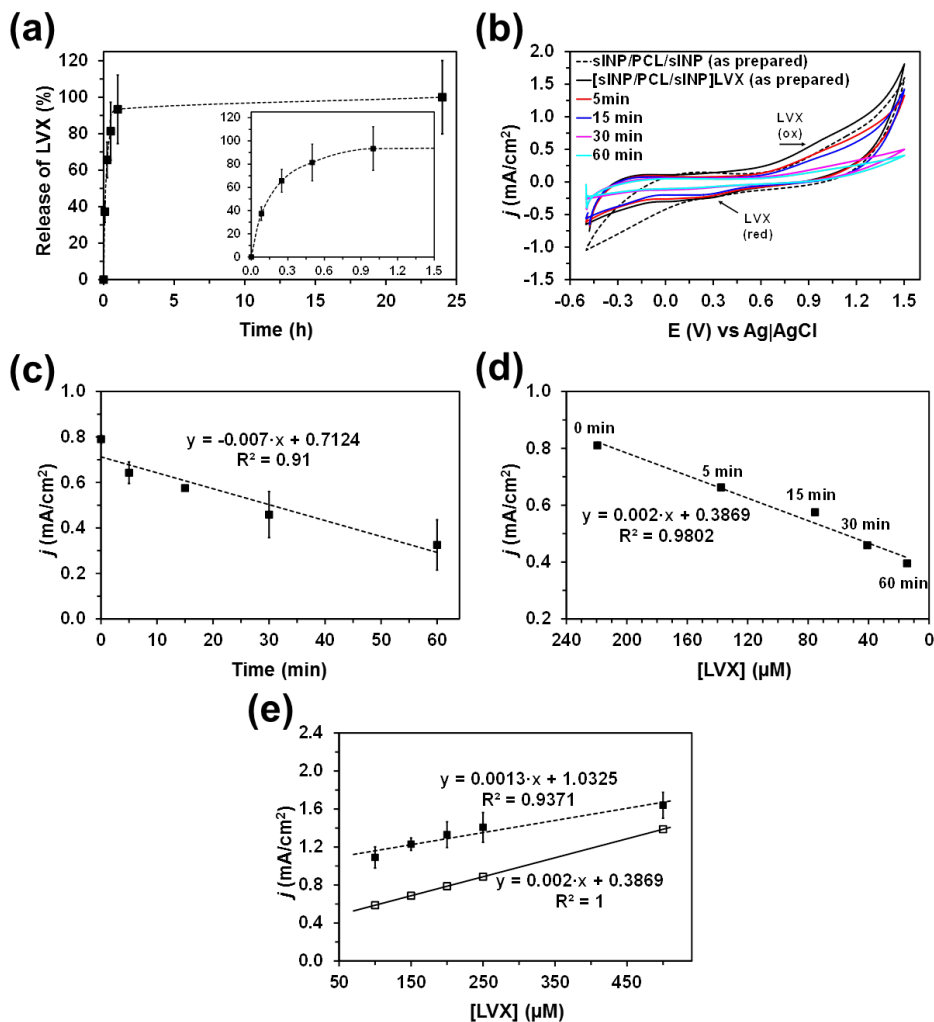 (a)
Release of LVX (%)
120
100
80
60
40
20
0
0
5
10
15
20
25
Time (h)
125
100
75
50
25
0
0.0
0.3
0.6
0.9
1.2
1.5
(b)
j (mA/cm²)
2.0
1.5
1.0
0.5
0.0
-0.5
-1.0
-1.5
-0.6
-0.3
0.0
0.3
0.6
0.9
1.2
1.5
E (V) vs Ag|AgCl
sINP/PCL/sINP (as prepared)
[sINP/PCL/sINP]LVX (as prepared)
5min
15 min
30 min
60 min
LVX
(ox)
LVX
(red)
(c)
j (mA/cm²)
1.0
0.8
0.6
0.4
0.2
0.0
0
10
20
30
40
50
60
Time (min)
y = -0.007·x + 0.7124
R² = 0.91
(d)
j (mA/cm²)
1.0
0.8
0.6
0.4
0.2
240
200
160
120
80
40
0
[LVX] (µM)
0 min
5 min
15 min
30 min
60 min
y = 0.002·x + 0.3869
R² = 0.9802
(e)
j (mA/cm²)
2.4
2.0
1.6
1.2
0.8
0.4
0.0
50
150
250
350
450
[LVX] (µM)
y = 0.0013·x + 1.0325
R² = 0.9371
y = 0.002·x + 0.3869
R² = 1